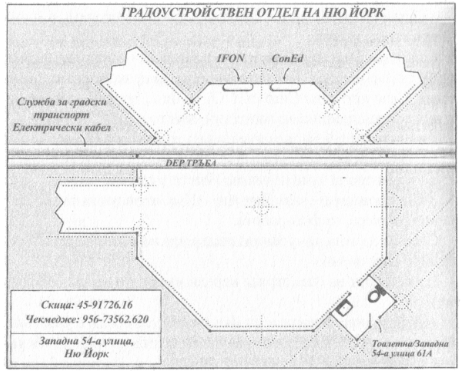 ГРАДОУСТРОЙСТВЕН ОТДЕЛ НА НЮ ЙОРК
IFON
ConEd
Служба за градски
транспорт
Електрически кабел
DEP.ТРЪБА
Скица: 45-91726.16
Чекмедже: 956-73562.620
Западна 54-а улица,
Ню Йорк
Тоалетна/Западна
54-а улица 61А